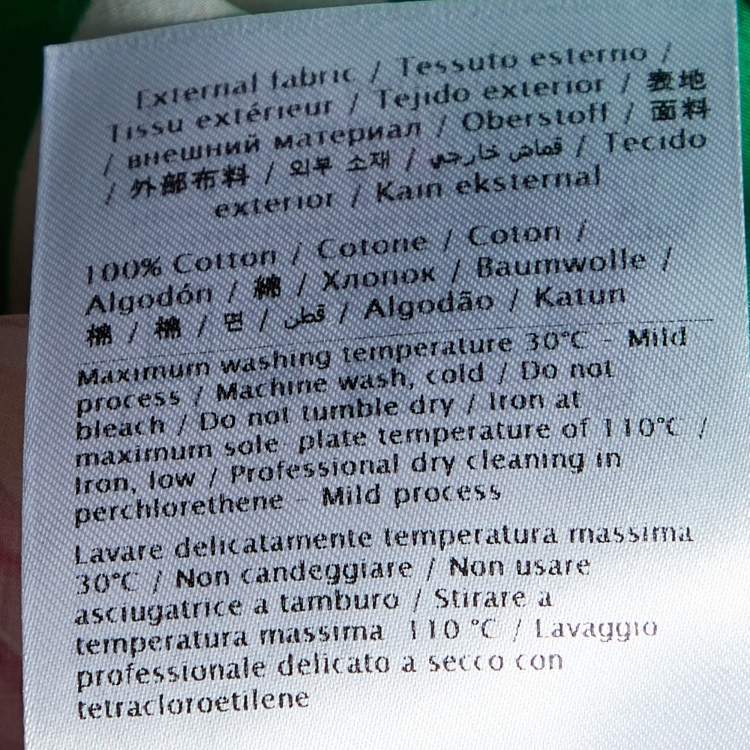 External fabric / Tessuto esterno /
Tissu extérieur / Tejido exterior / 表地
/ внешний материал / Oberstoff / 面料
/ 外部布料 / 외부 소재 / قماش خارجي / Tecido
exterior / Kain eksternal
100% Cotton / Cotone / Coton /
Algodón / 綿 / Хлопок / Baumwolle /
棉 / 棉 / 면 / قطن / Algodão / Katun
Maximum washing temperature 30°C - Mild
process / Machine wash, cold / Do not
bleach / Do not tumble dry / Iron at
maximum sole- plate temperature of 110°C /
Iron, low / Professional dry cleaning in
perchlorethene - Mild process
Lavare delicatamente temperatura massima
30°C / Non candeggiare / Non usare
asciugatrice a tamburo / Stirare a
temperatura massima 110 °C / Lavaggio
professionale delicato a secco con
tetracloroetilene